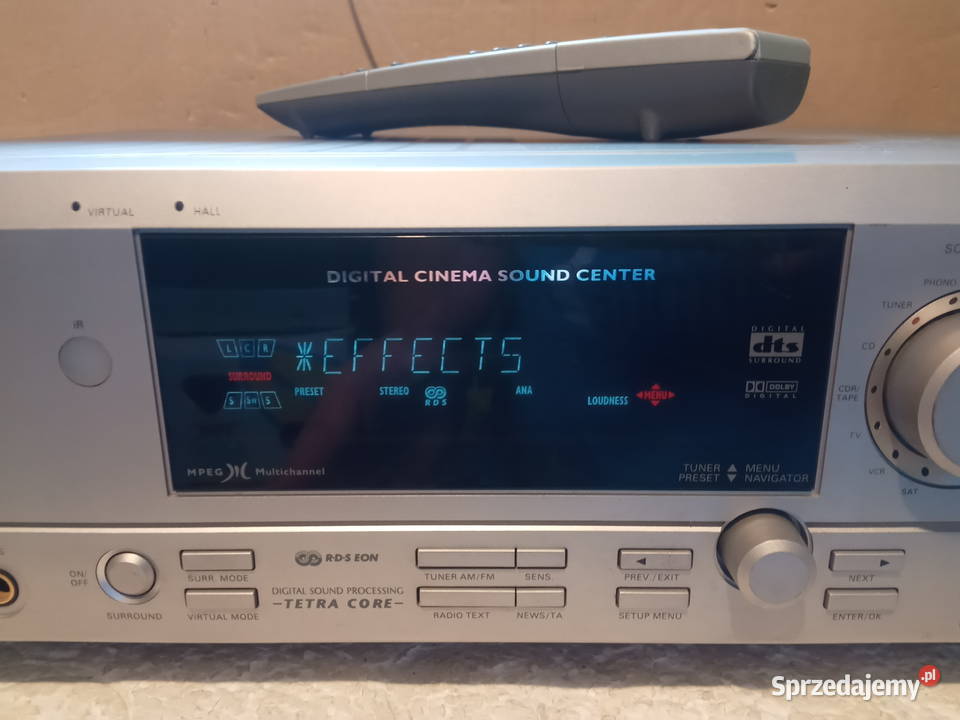 VIRTUAL
HALL
DIGITAL CINEMA SOUND CENTER
iR
L C R
SURROUND
S Sw S
*EFFECTS
PRESET
STEREO
RDS
ANA
LOUDNESS
MENU
DIGITAL
dts
SURROUND
DOLBY
DIGITAL
MPEG Multichannel
TUNER ▲ MENU
PRESET ▼ NAVIGATOR
PHONO
TUNER
CD
CDR/
TAPE
TV
VCR
SAT
ON/
OFF
SURROUND
SURR. MODE
VIRTUAL MODE
R·D·S EON
DIGITAL SOUND PROCESSING
-TETRA CORE-
TUNER AM/FM
SENS.
RADIO TEXT
NEWS/TA
◄
PREV./EXIT
SETUP MENU
►
NEXT
ENTER/OK
Sprzedajemy.pl